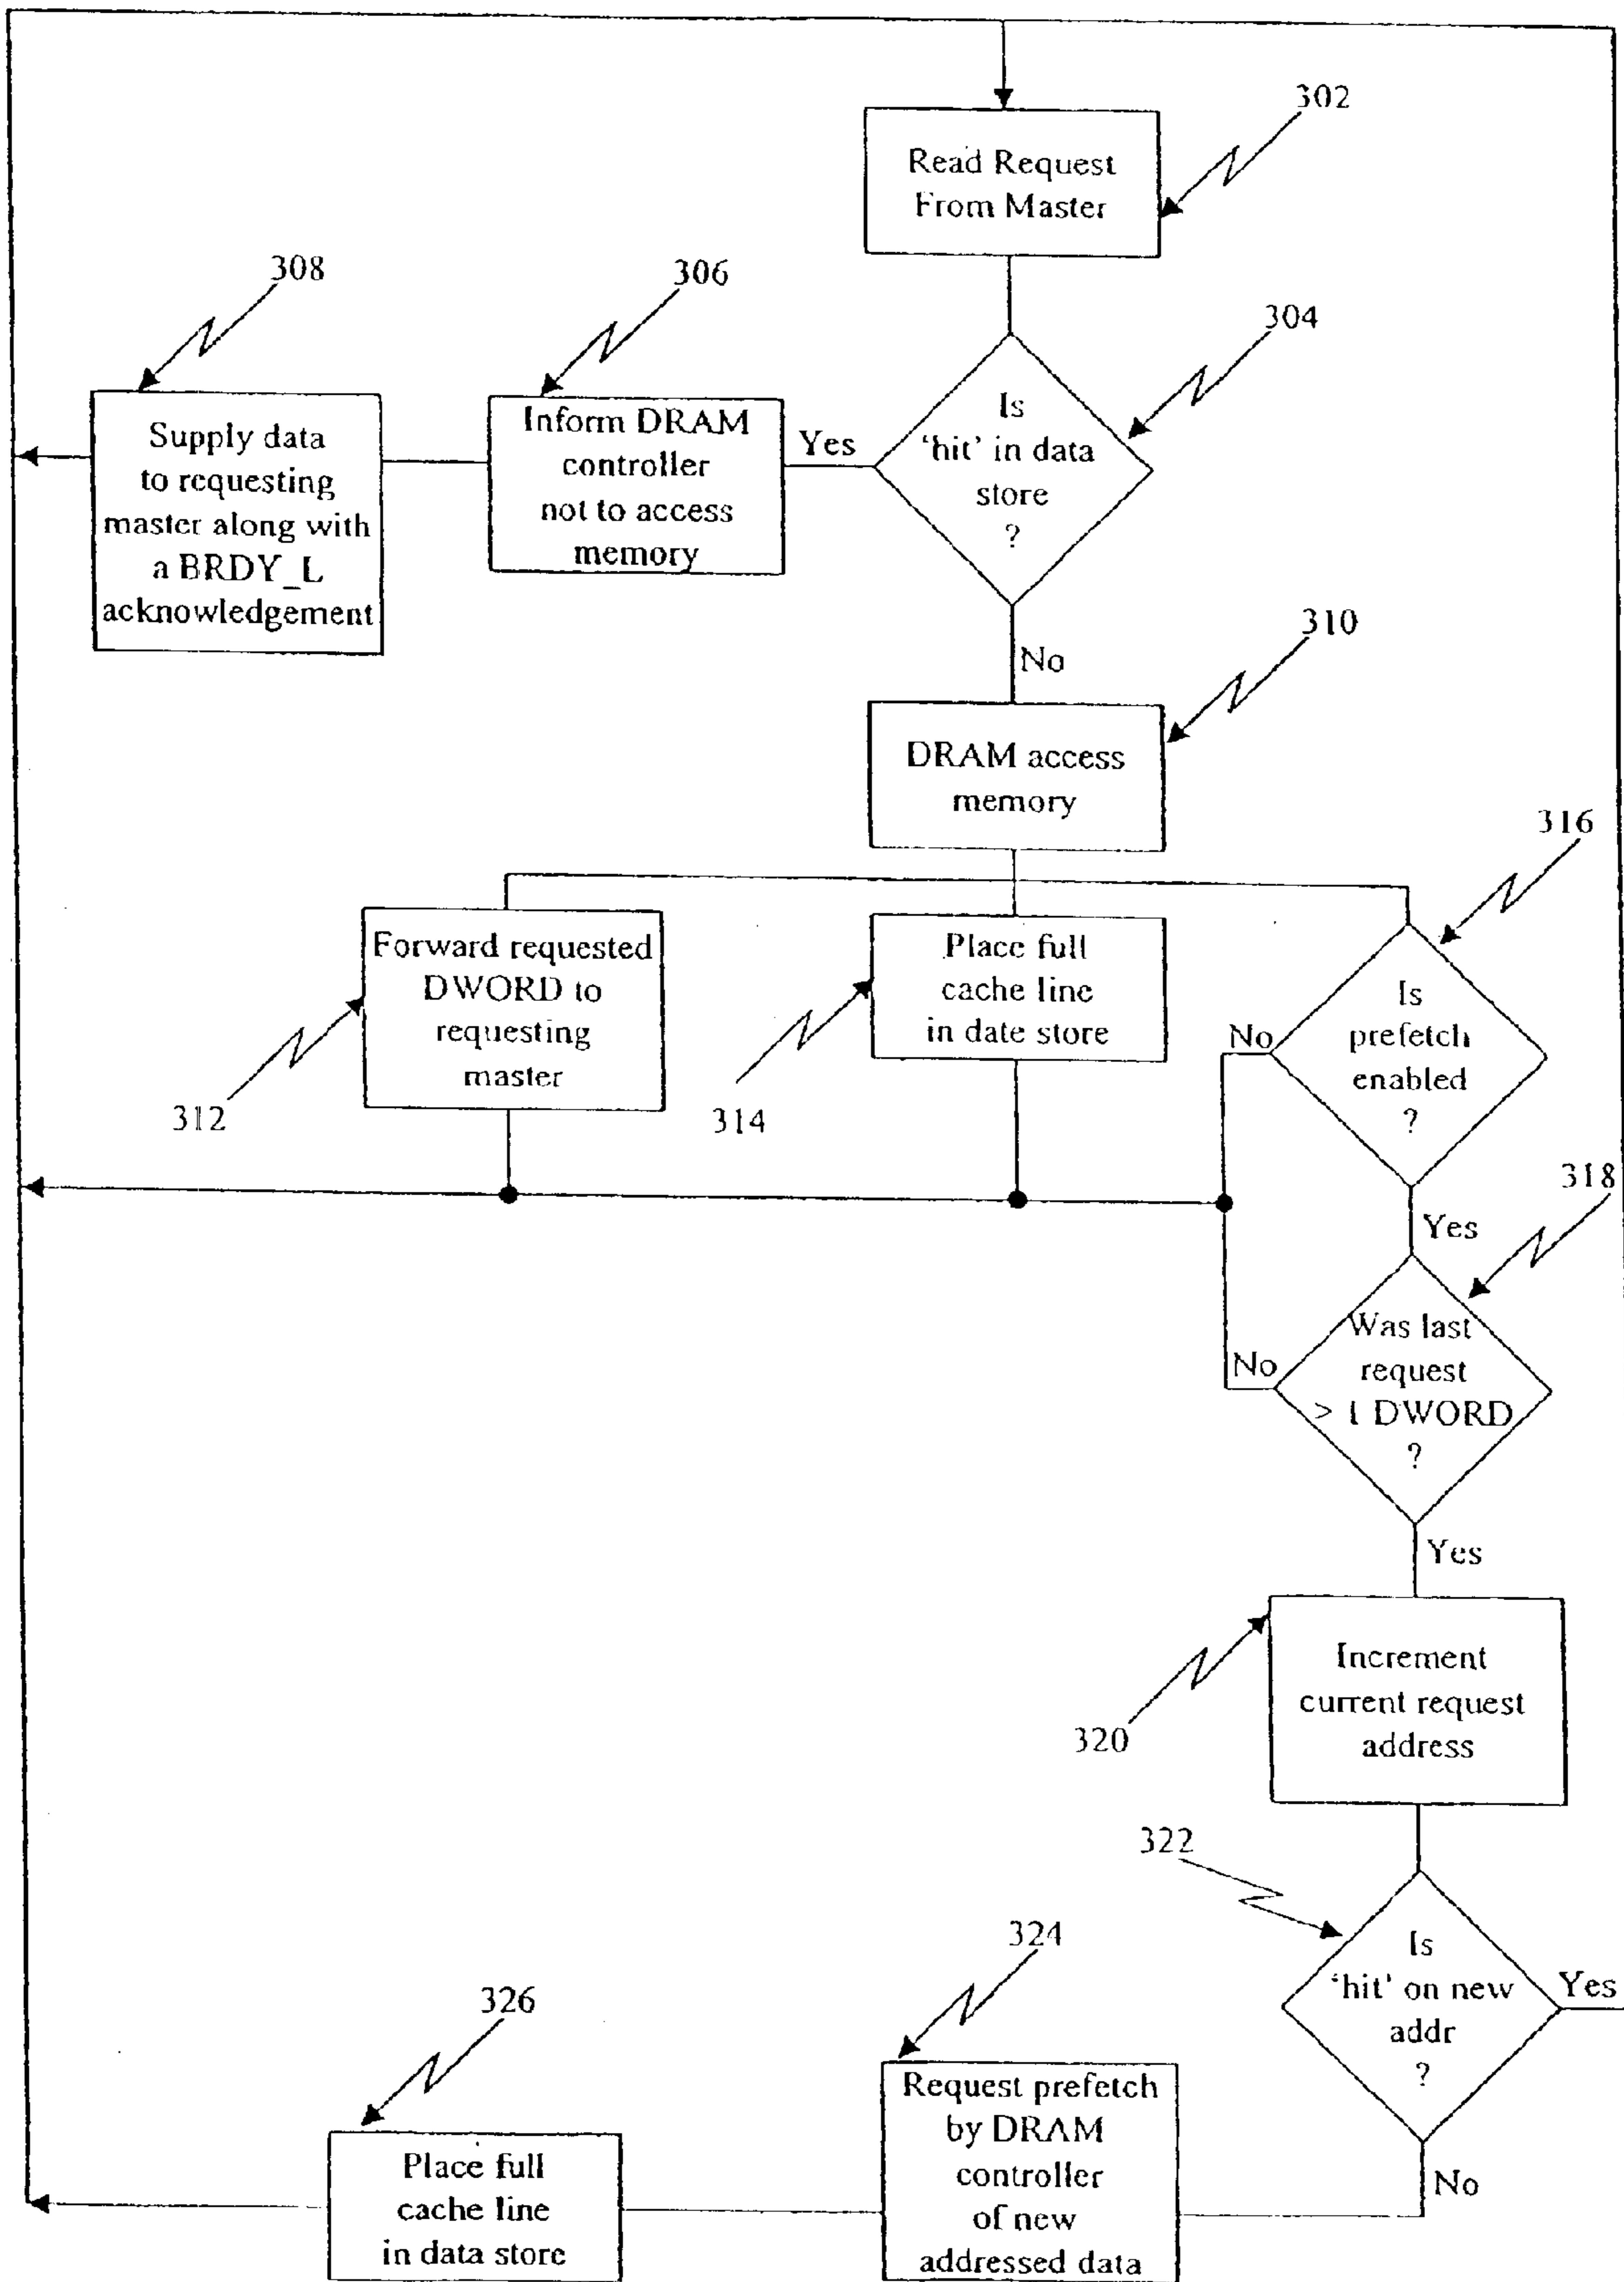 302
Read Request
From Master
308
306
304
Supply data
to requesting
master along with
a BRDY_L
acknowledgement
Inform DRAM
controller
not to access
memory
Yes
Is
'hit' in data
store
?
No
310
DRAM access
memory
316
Forward requested
DWORD to
requesting
master
312
Place full
cache line
in date store
314
Is
prefetch
enabled
?
No
Yes
318
Was last
request
> 1 DWORD
?
No
Yes
320
Increment
current request
address
322
Is
'hit' on new
addr
?
Yes
No
324
Request prefetch
by DRAM
controller
of new
addressed data
326
Place full
cache line
in data store